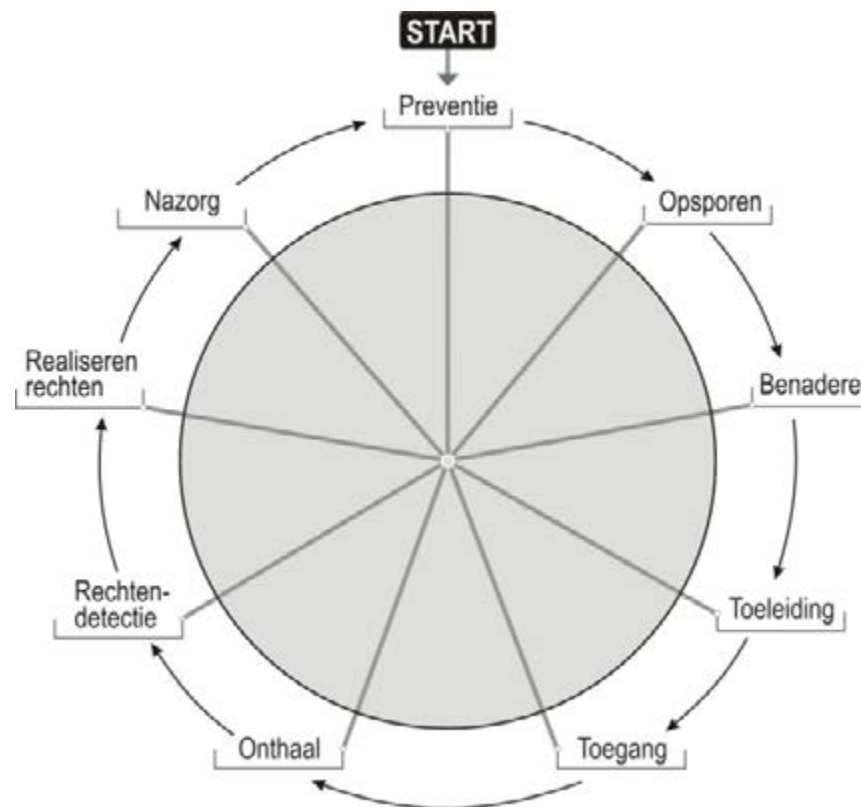 START
Preventie
Opsporen
Benadere
Toeleiding
Toegang
Onthaal
Rechten-
detectie
Realiseren
rechten
Nazorg